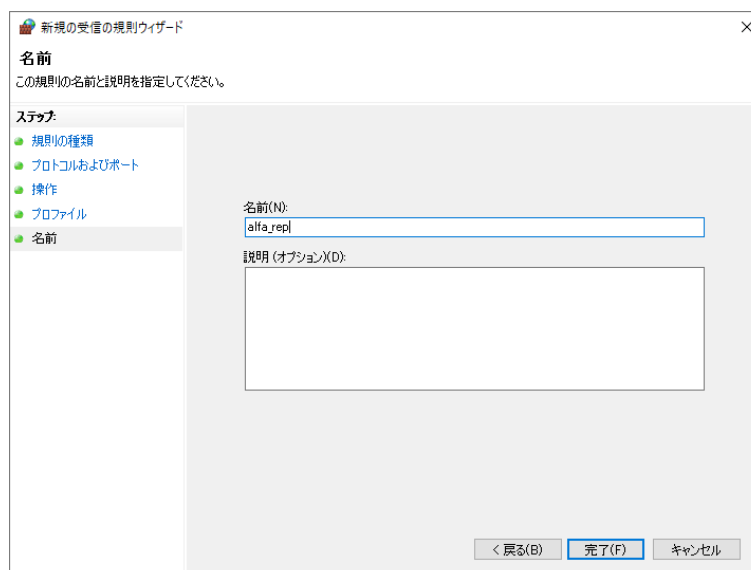 新規の受信の規則ウィザード
名前
この規則の名前と説明を指定してください。
ステップ:
規則の種類
プロトコルおよびポート
操作
プロファイル
名前
名前(N):
alfa_rep
説明 (オプション)(D):
< 戻る(B)
完了(F)
キャンセル